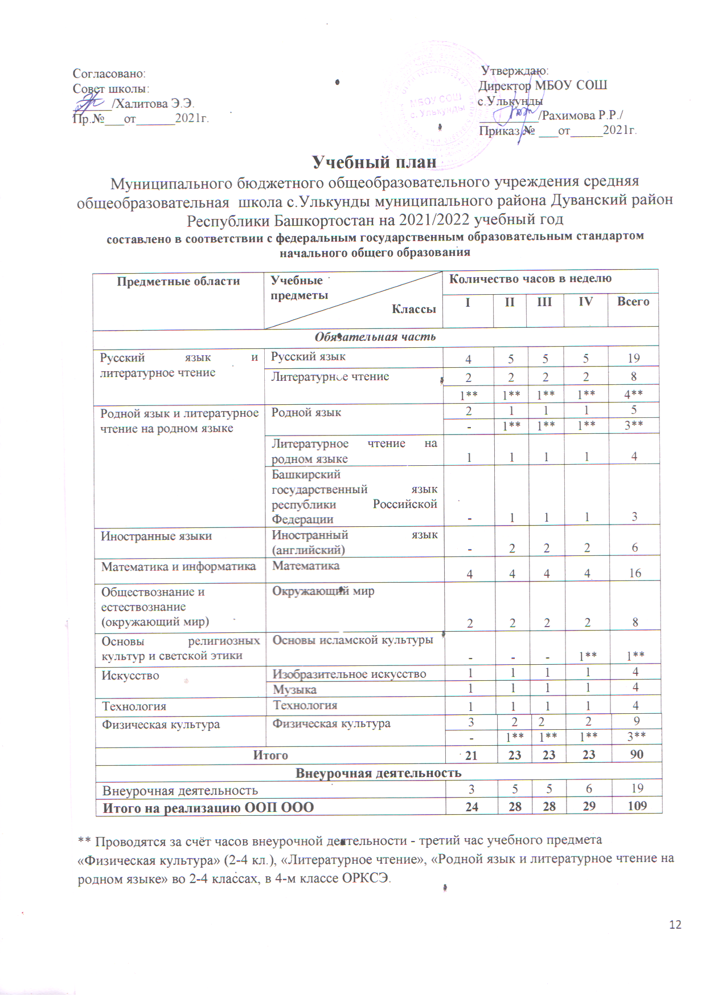 Согласовано:
Совет школы:
______/Халитова Э.Э.
Пр.№___от______2021г.
Утверждаю:
Директор МБОУ СОШ
с.Улькунды
_________/Рахимова Р.Р./
Приказ № ___от_____2021г.
МБОУ СОШ
с. Улькунды
Учебный план
Муниципального бюджетного общеобразовательного учреждения средняя
общеобразовательная школа с.Улькунды муниципального района Дуванский район
Республики Башкортостан на 2021/2022 учебный год
составлено в соответствии с федеральным государственным образовательным стандартом
начального общего образования
Предметные области Учебные предметы Классы Количество часов в неделю
I II III IV Всего
Обязательная часть
Русский язык и литературное чтение Русский язык 4 5 5 5 19
Литературное чтение 2 2 2 2 8
1** 1** 1** 1** 4**
Родной язык и литературное чтение на родном языке Родной язык 2 1 1 1 5
- 1** 1** 1** 3**
Литературное чтение на родном языке 1 1 1 1 4
Башкирский государственный язык республики Российской Федерации - 1 1 1 3
Иностранные языки Иностранный язык (английский) - 2 2 2 6
Математика и информатика Математика 4 4 4 4 16
Обществознание и естествознание (окружающий мир) Окружающий мир 2 2 2 2 8
Основы религиозных культур и светской этики Основы исламской культуры - - - 1** 1**
Искусство Изобразительное искусство 1 1 1 1 4
Музыка 1 1 1 1 4
Технология Технология 1 1 1 1 4
Физическая культура Физическая культура 3 2 2 2 9
- 1** 1** 1** 3**
Итого 21 23 23 23 90
Внеурочная деятельность
Внеурочная деятельность 3 5 5 6 19
Итого на реализацию ООП ООО 24 28 28 29 109
** Проводятся за счёт часов внеурочной деятельности - третий час учебного предмета
«Физическая культура» (2-4 кл.), «Литературное чтение», «Родной язык и литературное чтение на
родном языке» во 2-4 классах, в 4-м классе ОРКСЭ.
12